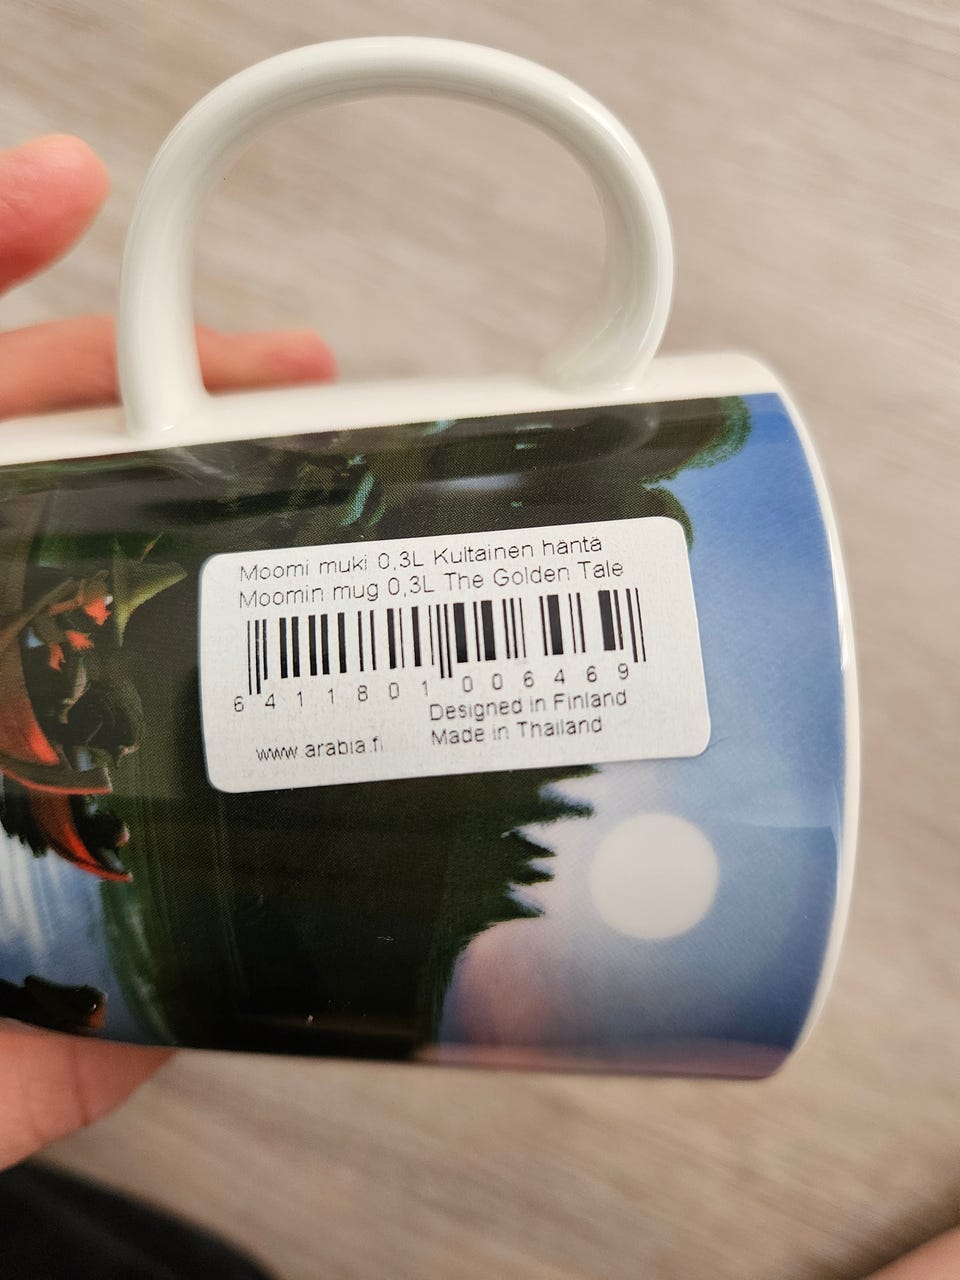 Moomi muki 0,3L Kultainen häntä
Moomin mug 0,3L The Golden Tale
6 411801 006469
Designed in Finland
www.arabia.fi Made in Thailand